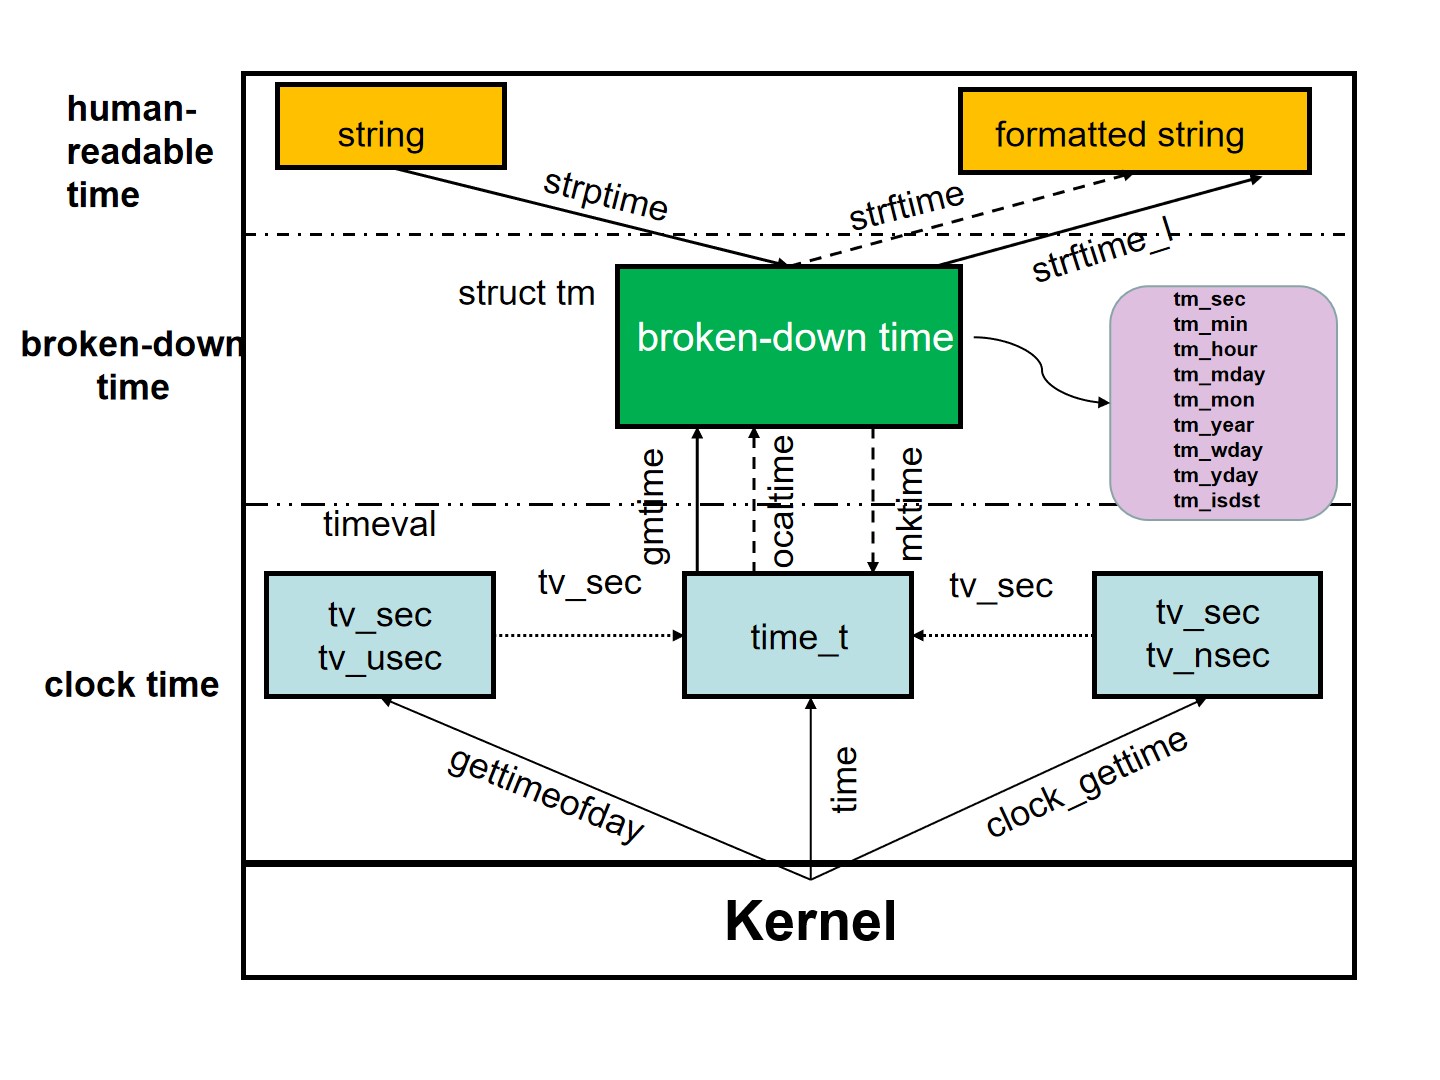 human-
readable
time
string
formatted string
strptime
strftime
strftime_l
struct tm
broken-down time
broken-down
time
tm_sec
tm_min
tm_hour
tm_mday
tm_mon
tm_year
tm_wday
tm_yday
tm_isdst
gmtime
ocaltime
mktime
timeval
tv_sec
tv_usec
tv_sec
time_t
tv_sec
tv_sec
tv_nsec
clock time
gettimeofday
time
clock_gettime
Kernel